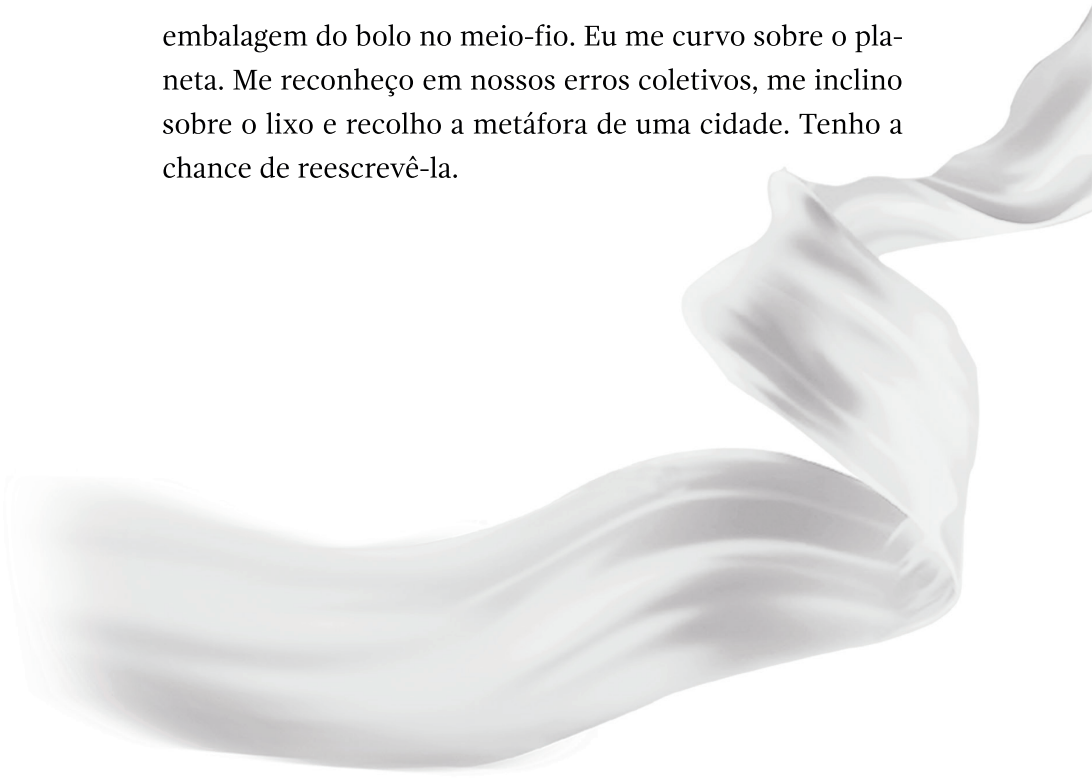 embalagem do bolo no meio-fio. Eu me curvo sobre o pla-
neta. Me reconheço em nossos erros coletivos, me inclino
sobre o lixo e recolho a metáfora de uma cidade. Tenho a
chance de reescrevê-la.